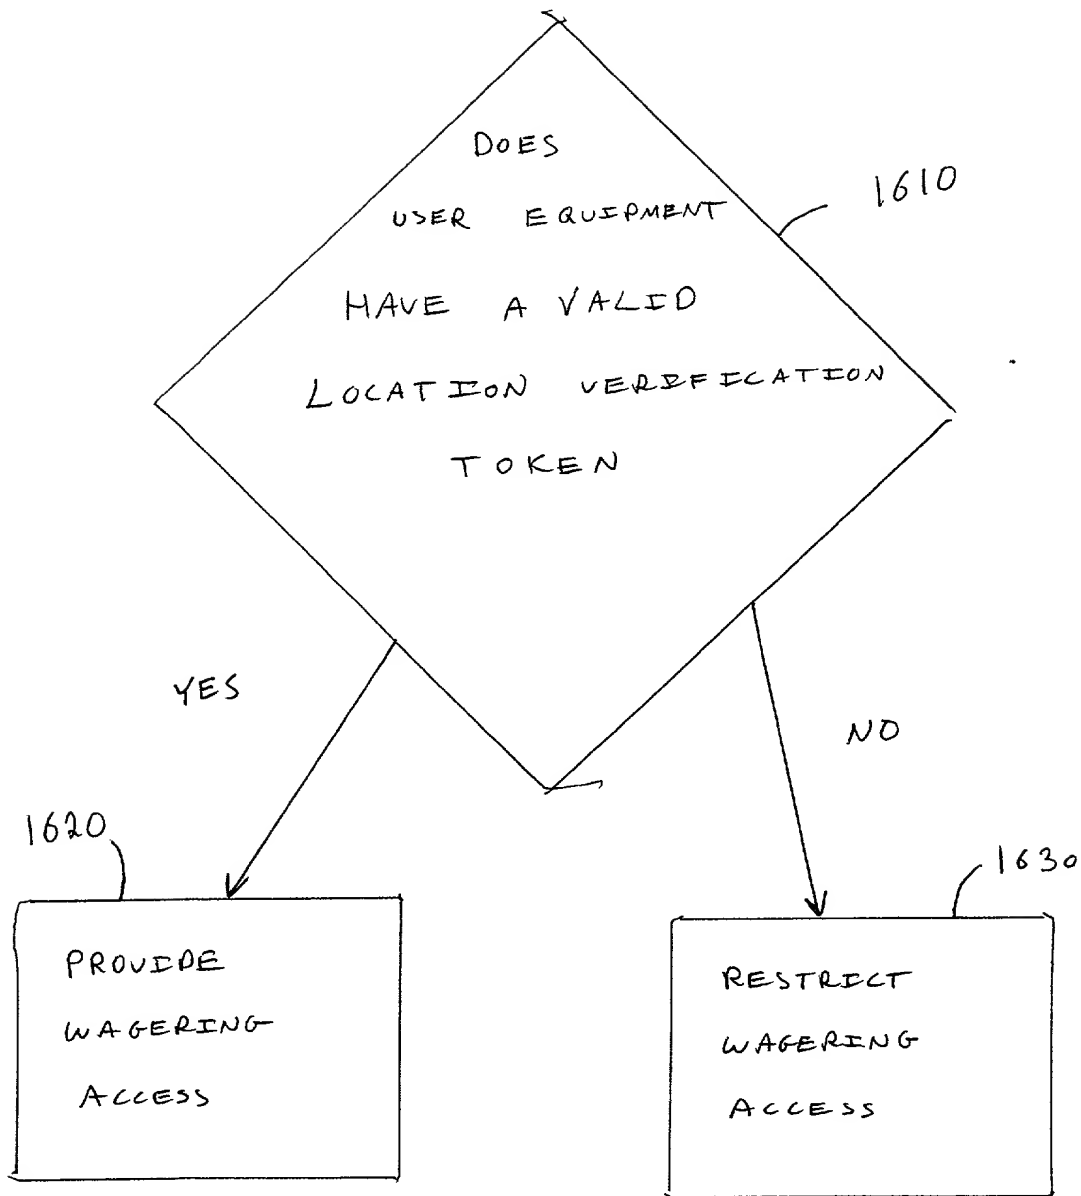 DOES
USER EQUIPMENT
1610
HAVE A VALID
LOCATION VERIFICATION
TOKEN
YES
NO
1620
1630
PROVIDE
WAGERING
ACCESS
RESTRICT
WAGERING
ACCESS